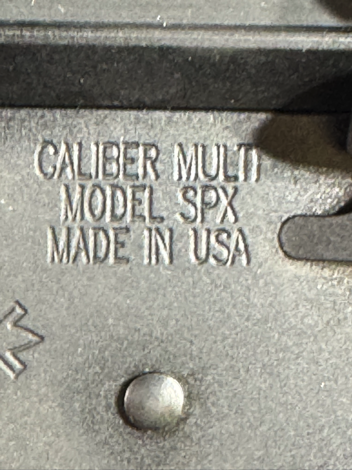 CALIBER MULTI
MODEL SPX
MADE IN USA